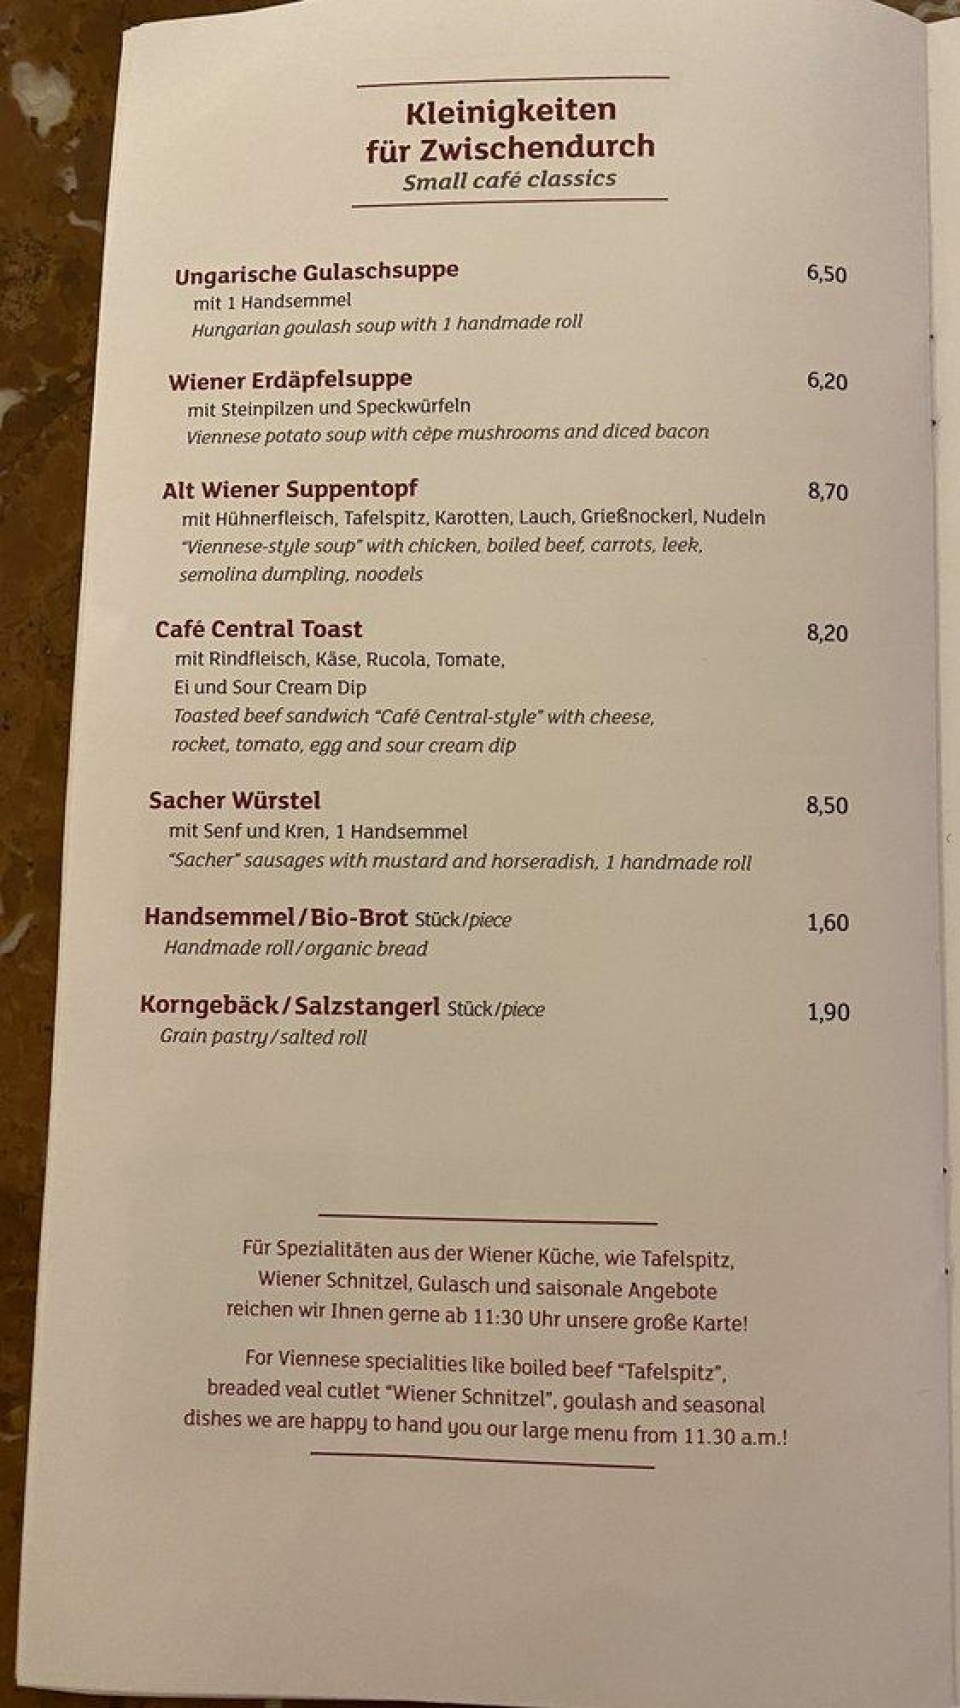 Kleinigkeiten
für Zwischendurch
Small café classics
Ungarische Gulaschsuppe 6,50
mit 1 Handsemmel
Hungarian goulash soup with 1 handmade roll
Wiener Erdäpfelsuppe 6,20
mit Steinpilzen und Speckwürfeln
Viennese potato soup with cèpe mushrooms and diced bacon
Alt Wiener Suppentopf 8,70
mit Hühnerfleisch, Tafelspitz, Karotten, Lauch, Grießnockerl, Nudeln
“Viennese-style soup” with chicken, boiled beef, carrots, leek,
semolina dumpling, noodels
Café Central Toast 8,20
mit Rindfleisch, Käse, Rucola, Tomate,
Ei und Sour Cream Dip
Toasted beef sandwich “Café Central-style” with cheese,
rocket, tomato, egg and sour cream dip
Sacher Würstel 8,50
mit Senf und Kren, 1 Handsemmel
“Sacher” sausages with mustard and horseradish, 1 handmade roll
Handsemmel/Bio-Brot Stück/piece 1,60
Handmade roll/organic bread
Korngebäck/Salzstangerl Stück/piece 1,90
Grain pastry/salted roll
Für Spezialitäten aus der Wiener Küche, wie Tafelspitz,
Wiener Schnitzel, Gulasch und saisonale Angebote
reichen wir Ihnen gerne ab 11:30 Uhr unsere große Karte!
For Viennese specialities like boiled beef “Tafelspitz”,
breaded veal cutlet “Wiener Schnitzel”, goulash and seasonal
dishes we are happy to hand you our large menu from 11.30 a.m.!